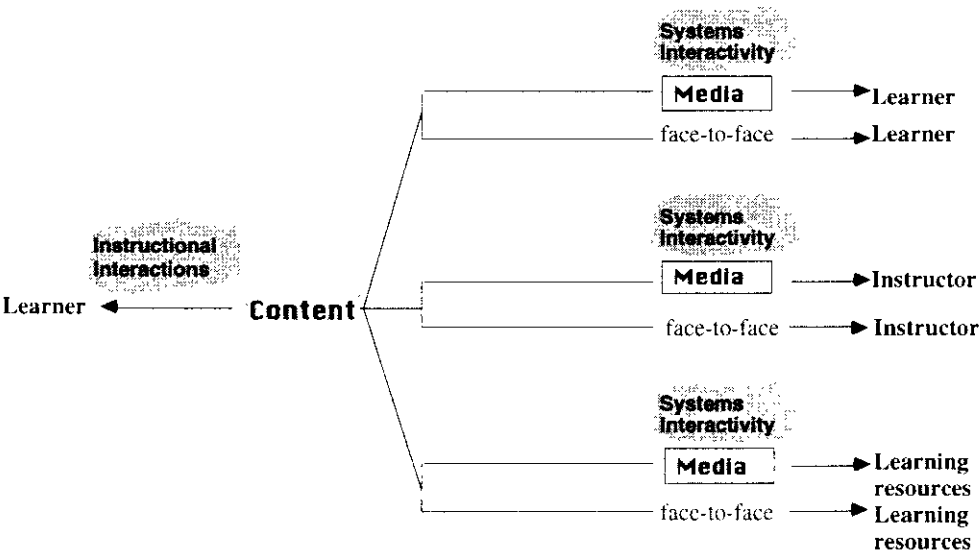 Systems
Interactivity
Media
Learner
face-to-face
Learner
Instructional
Interactions
Learner
Content
Systems
Interactivity
Media
Instructor
face-to-face
Instructor
Systems
Interactivity
Media
Learning
resources
face-to-face
Learning
resources